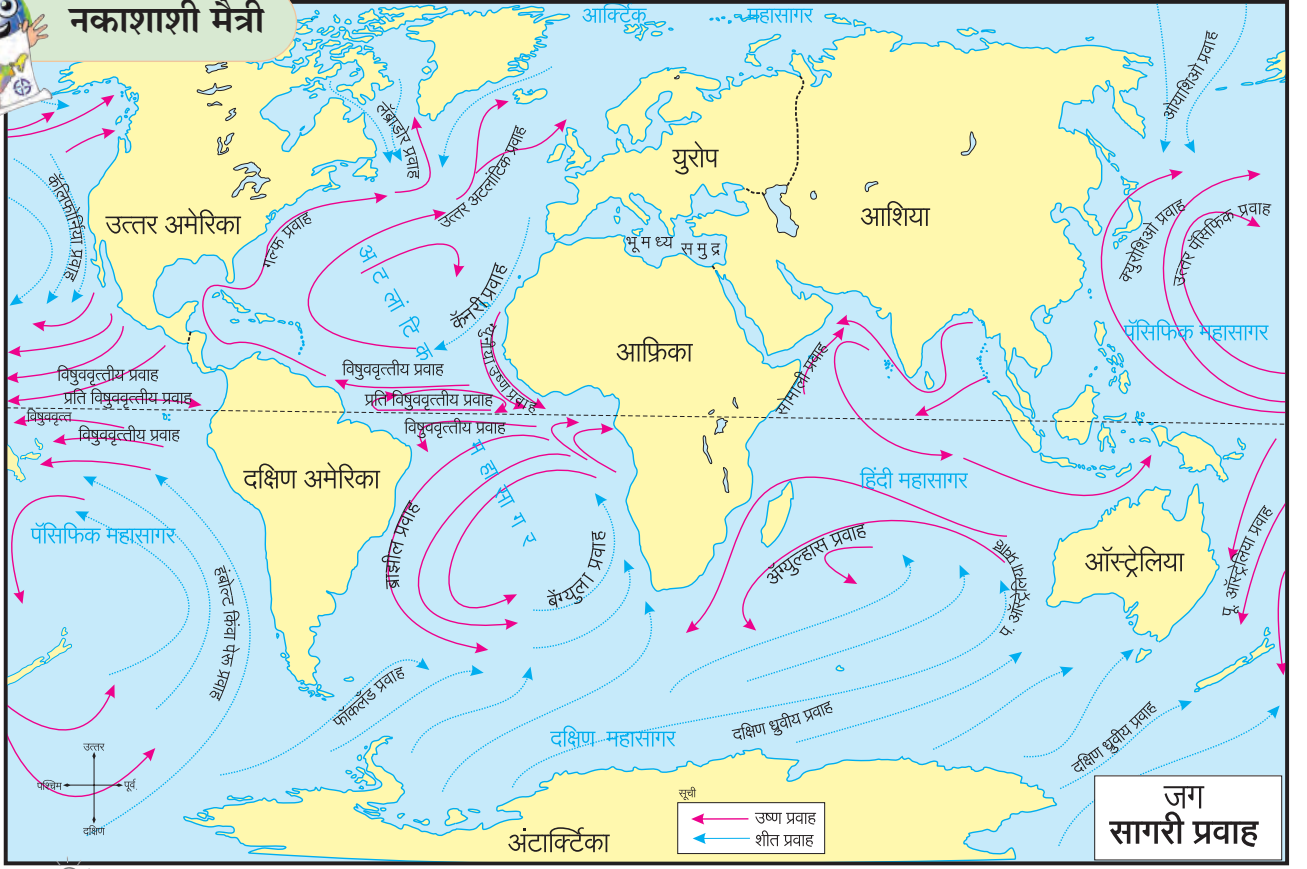 नकाशाशी मैत्री
आर्क्टिक महासागर
ओयाशिओ प्रवाह
लॅब्राडोर प्रवाह
उत्तर अटलांटिक प्रवाह
युरोप
आशिया
उत्तर अमेरिका
कॅलिफोर्निया प्रवाह
गल्फ प्रवाह
भूमध्य समुद्र
क्युरोशिओ प्रवाह
उत्तर पॅसिफिक प्रवाह
अटलांटिक
कॅनरी प्रवाह
गुनीया उष्ण प्रवाह
पॅसिफिक महासागर
आफ्रिका
सोमाली प्रवाह
विषुववृत्तीय प्रवाह
विषुववृत्तीय प्रवाह
प्रति विषुववृत्तीय प्रवाह
प्रति विषुववृत्तीय प्रवाह
विषुववृत्त
विषुववृत्तीय प्रवाह
विषुववृत्तीय प्रवाह
महासागर
दक्षिण अमेरिका
हिंदी महासागर
पॅसिफिक महासागर
ब्राझील प्रवाह
बेंग्युला प्रवाह
ॲग्युल्हास प्रवाह
प. ऑस्ट्रेलिया प्रवाह
ऑस्ट्रेलिया
पू. ऑस्ट्रेलिया प्रवाह
हंबोल्ट किंवा पेरू प्रवाह
फॉकलँड प्रवाह
दक्षिण महासागर
दक्षिण ध्रुवीय प्रवाह
दक्षिण ध्रुवीय प्रवाह
उत्तर
पश्चिम पूर्व
दक्षिण
अंटार्क्टिका
सूची
उष्ण प्रवाह
शीत प्रवाह
जग
सागरी प्रवाह